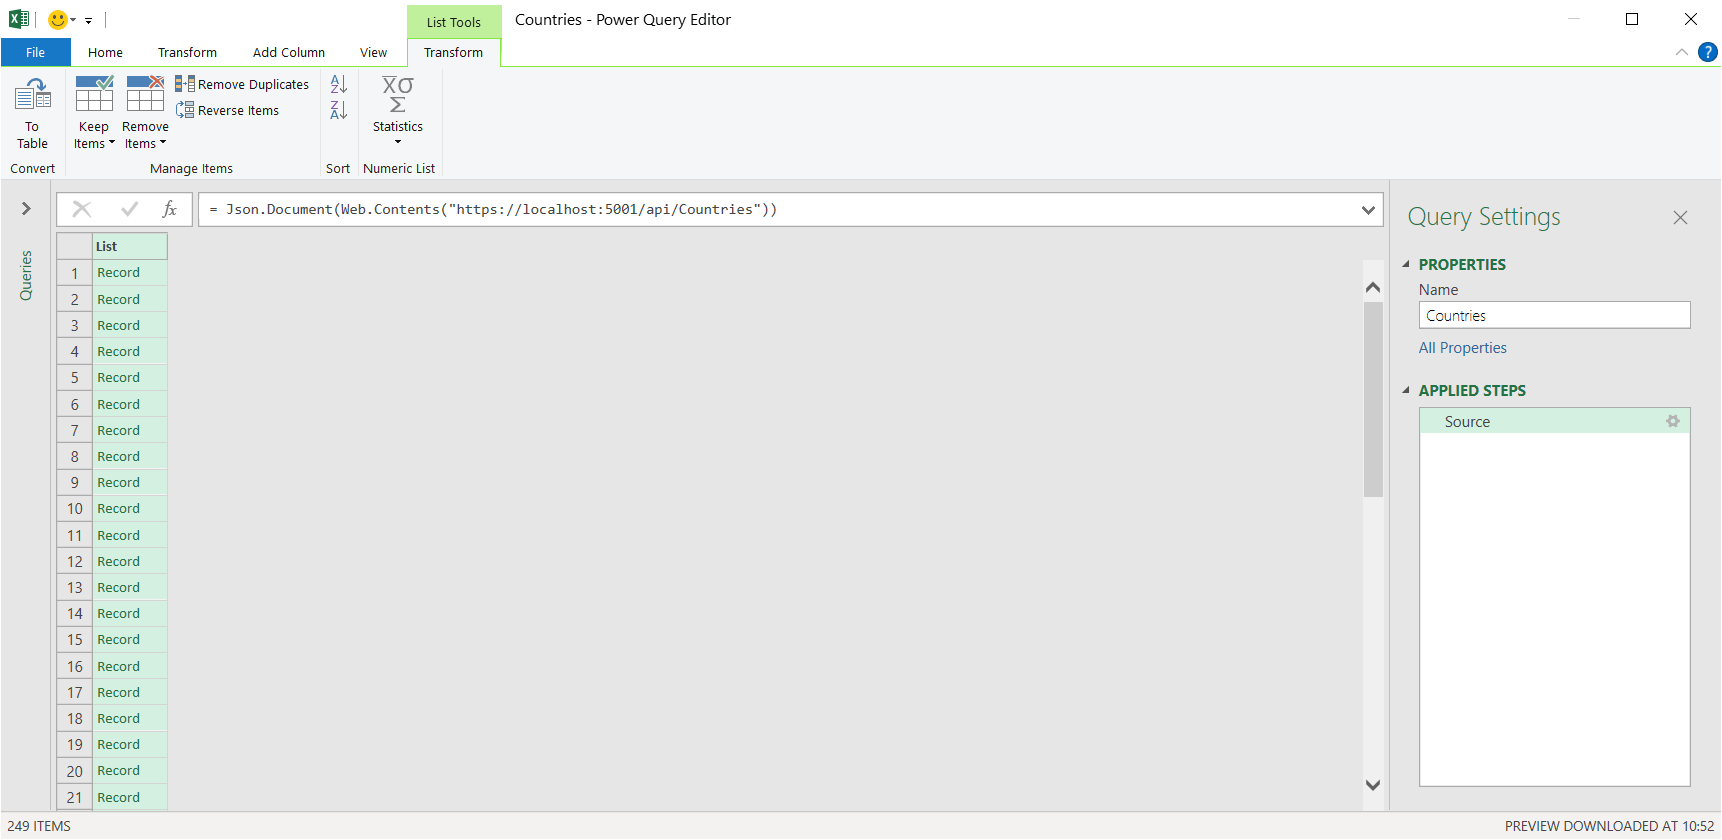 List Tools
Countries - Power Query Editor
File
Home
Transform
Add Column
View
Transform
?
To Table
Keep Items
Remove Items
Remove Duplicates
Reverse Items
A
Z
Z
A
X̅σ
Σ
Statistics
Convert
Manage Items
Sort
Numeric List
Queries
fx
= Json.Document(Web.Contents("https://localhost:5001/api/Countries"))
List
1 Record
2 Record
3 Record
4 Record
5 Record
6 Record
7 Record
8 Record
9 Record
10 Record
11 Record
12 Record
13 Record
14 Record
15 Record
16 Record
17 Record
18 Record
19 Record
20 Record
21 Record
Query Settings
PROPERTIES
Name
Countries
All Properties
APPLIED STEPS
Source
249 ITEMS
PREVIEW DOWNLOADED AT 10:52